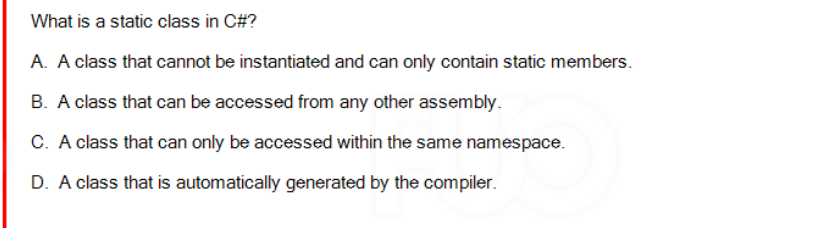 What is a static class in C#?
A. A class that cannot be instantiated and can only contain static members.
B. A class that can be accessed from any other assembly.
C. A class that can only be accessed within the same namespace.
D. A class that is automatically generated by the compiler.